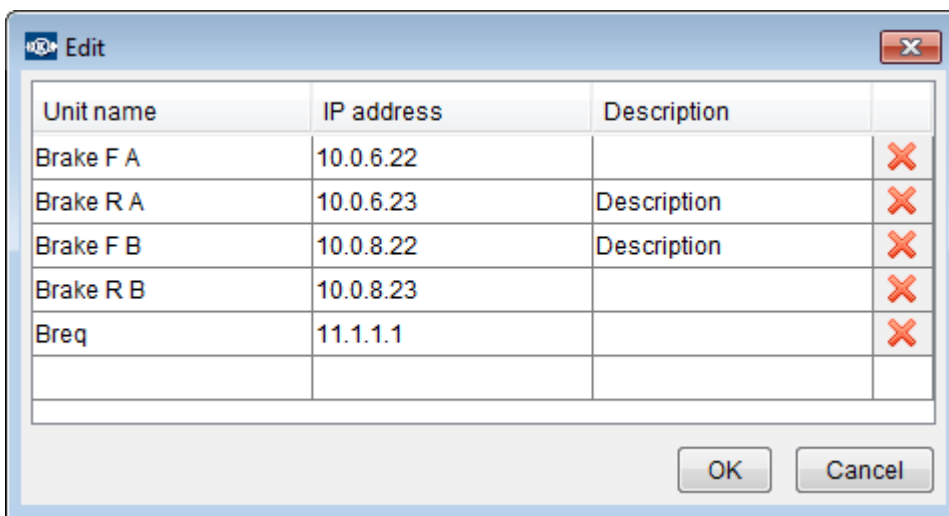 Edit
Unit name IP address Description
Brake F A 10.0.6.22
Brake R A 10.0.6.23 Description
Brake F B 10.0.8.22 Description
Brake R B 10.0.8.23
Breq 11.1.1.1
OK Cancel